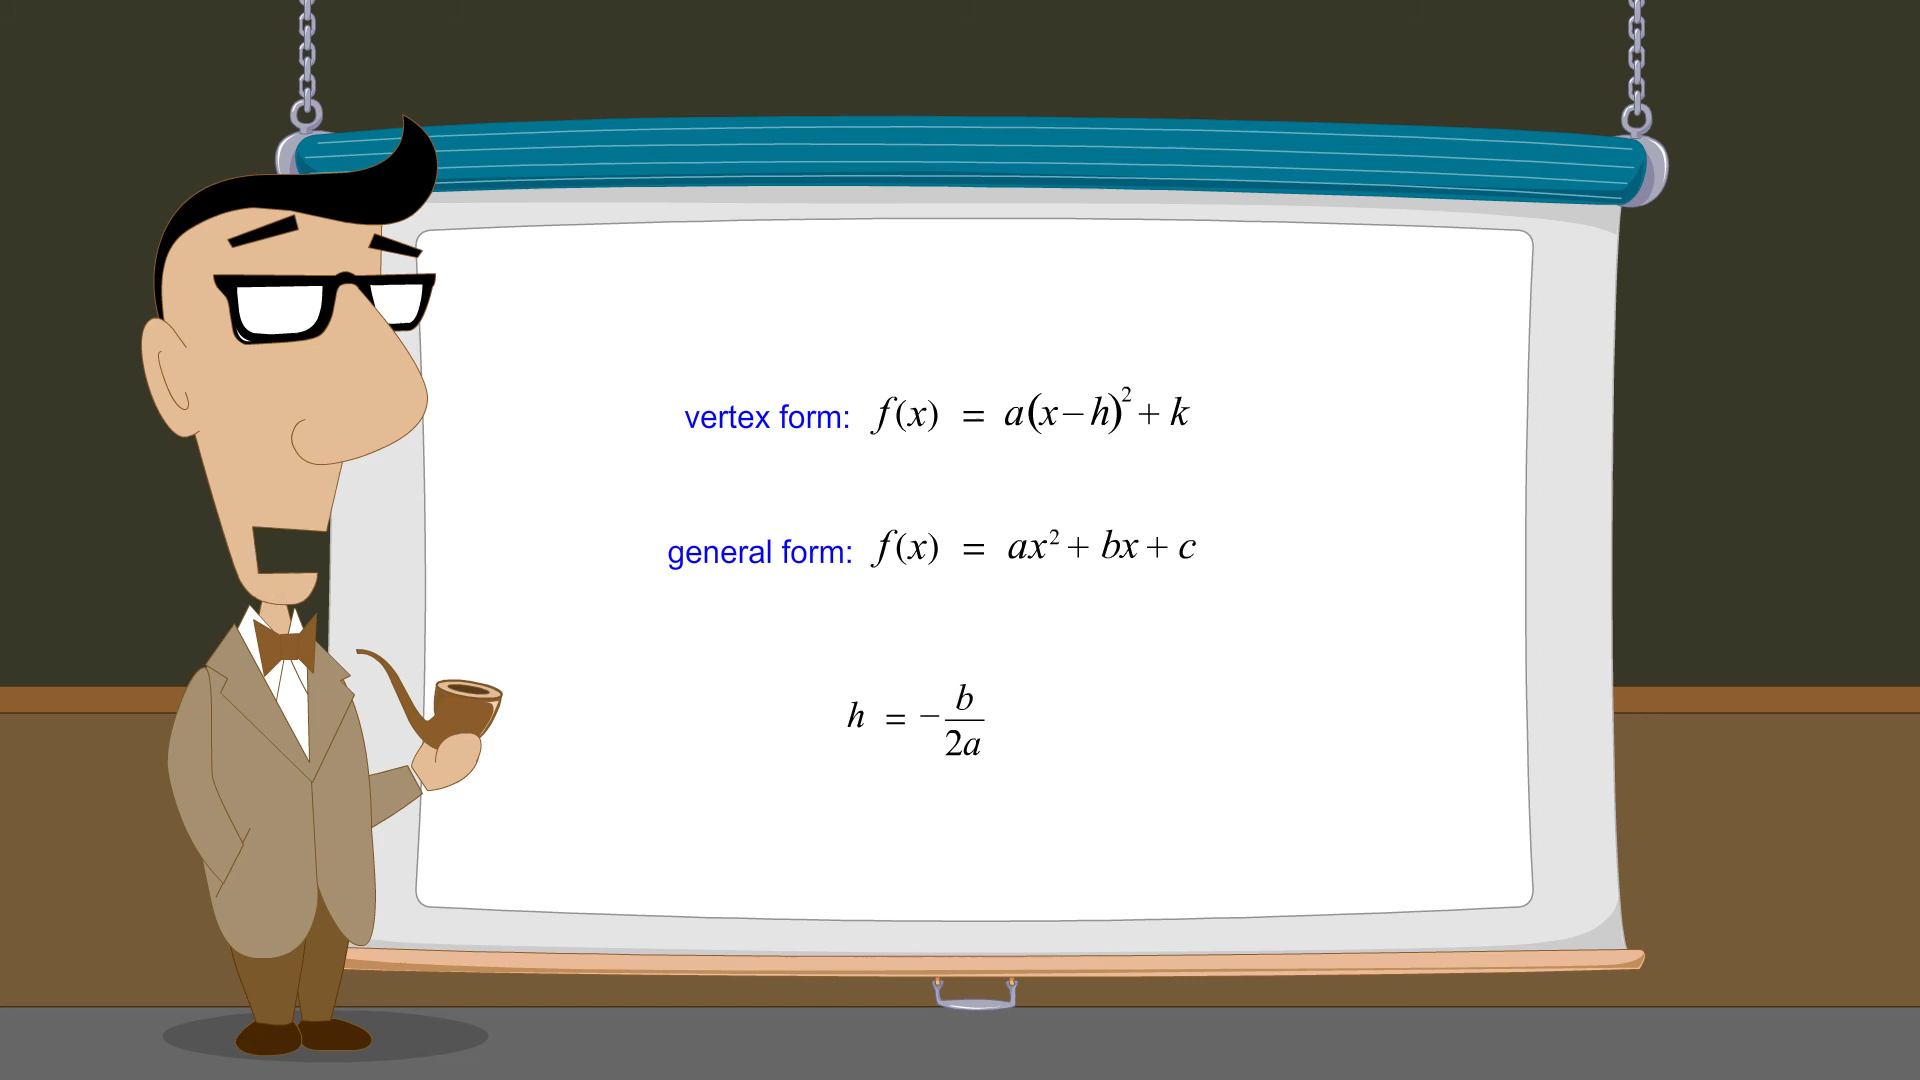 vertex form: f(x) = a(x−h)² + k
general form: f(x) = ax² + bx + c
h = −b/2a